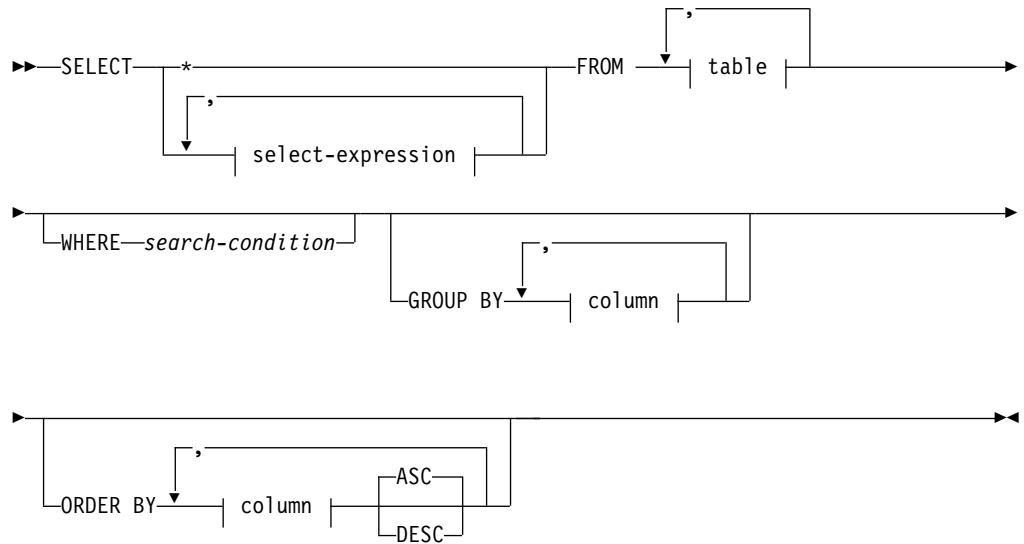 ,
SELECT * FROM table
,
select-expression
WHERE search-condition
,
GROUP BY column
,
ASC
ORDER BY column
DESC